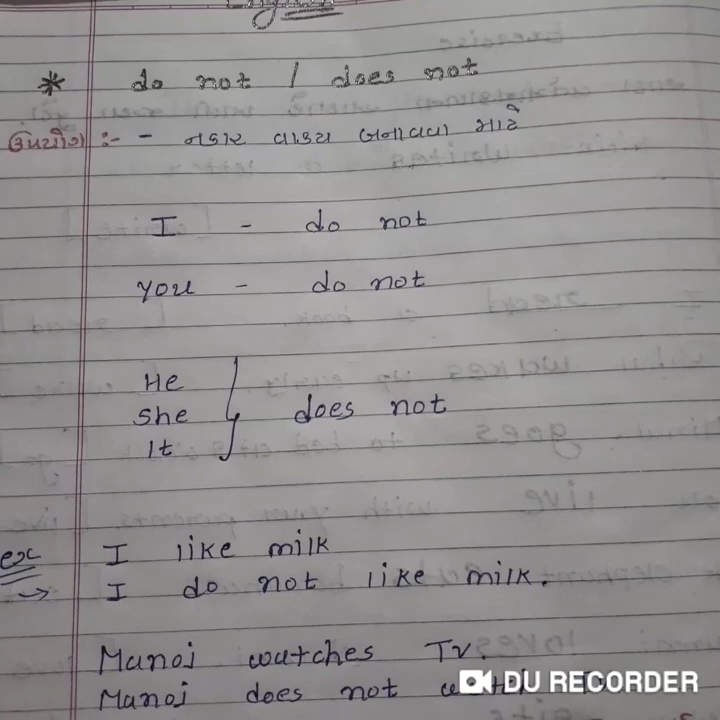 English
* do not / does not
ઉપયોગ :- - નકાર વાક્ય બનાવવા માટે
I - do not
you - do not
He
She
It
does not
ex I like milk
→ I do not like milk.
Manoj watches Tv.
Manoj does not
DU RECORDER